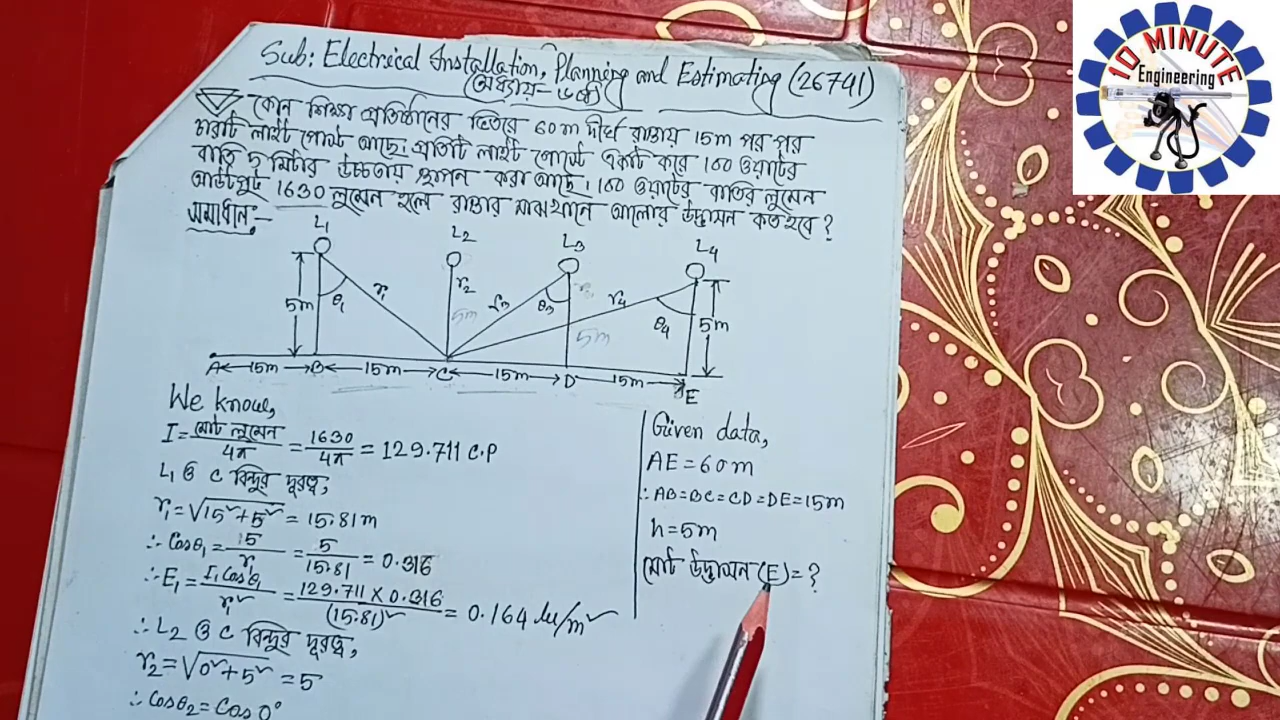 Sub: Electrical Installation, Planning and Estimating (26741)
(অধ্যায়- ৬ষ্ঠ)
কোন শিক্ষা প্রতিষ্ঠানের ভিতরে 60m দীর্ঘ রাস্তায় 15m পর পর
চারটি লাইট পোস্ট আছে। প্রতিটি লাইট পোস্টে একটি করে 100 ওয়াটের
বাতি ৫ মিটার উচ্চতায় স্থাপন করা আছে। 100 ওয়াটের বাতির লুমেন
আউটপুট 1630 লুমেন হলে রাস্তার মাঝখানে আলোর উদ্ভাসন কত হবে?
সমাধান:-
L₁ L₂ L₃ L₄
5m θ₁ r₁ r₂ 5m r₃ θ₃ 5m r₄ θ₄ 5m
A 15m B 15m C 15m D 15m E
We know,
I = মোট লুমেন / 4π = 1630 / 4π = 129.711 C.P
L₁ ও C বিন্দুর দূরত্ব,
r₁ = √15² + 5² = 15.81m
∴ Cosθ₁ = 15 / r₁ = 5 / 15.81 = 0.316
∴ E₁ = I₁ Cosθ₁ / r₁² = 129.711 × 0.316 / (15.81)² = 0.164 lu/m²
∴ L₂ ও C বিন্দুর দূরত্ব,
r₂ = √0² + 5² = 5
∴ Cosθ₂ = Cos 0°
Given data,
AE = 60m
∴ AB = BC = CD = DE = 15m
h = 5m
মোট উদ্ভাসন (E) = ?
10 MINUTE
Engineering